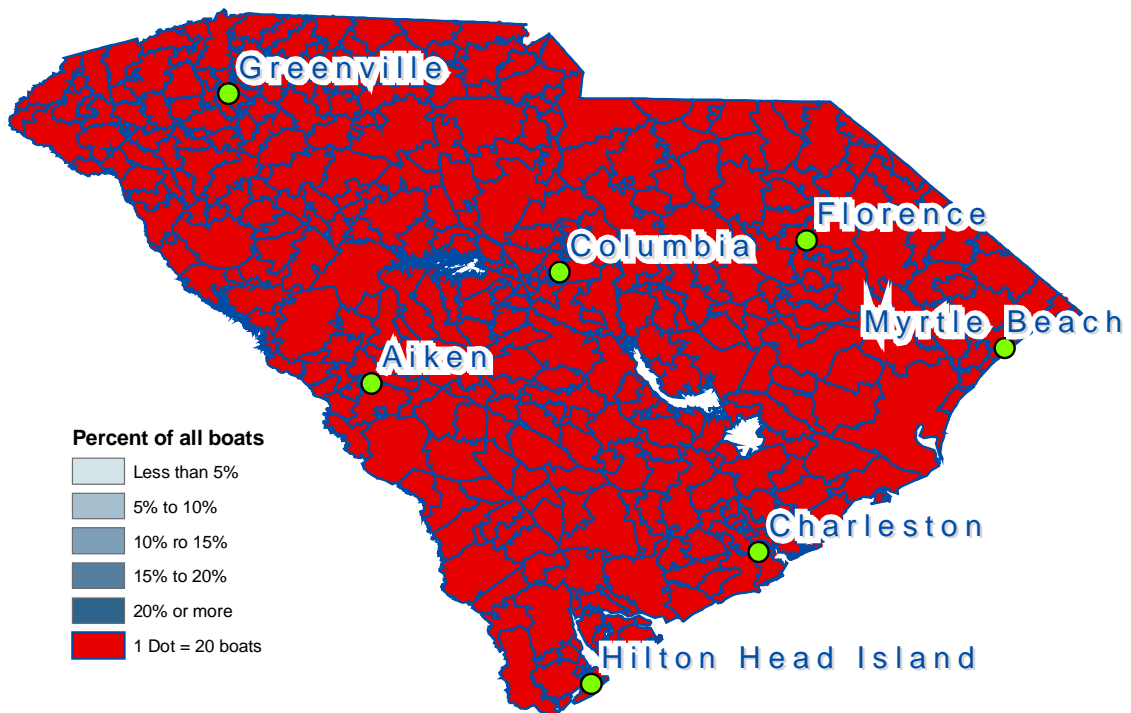 Greenville
Florence
Columbia
Myrtle Beach
Aiken
Percent of all boats
Less than 5%
5% to 10%
10% ro 15%
15% to 20%
20% or more
1 Dot = 20 boats
Charleston
Hilton Head Island